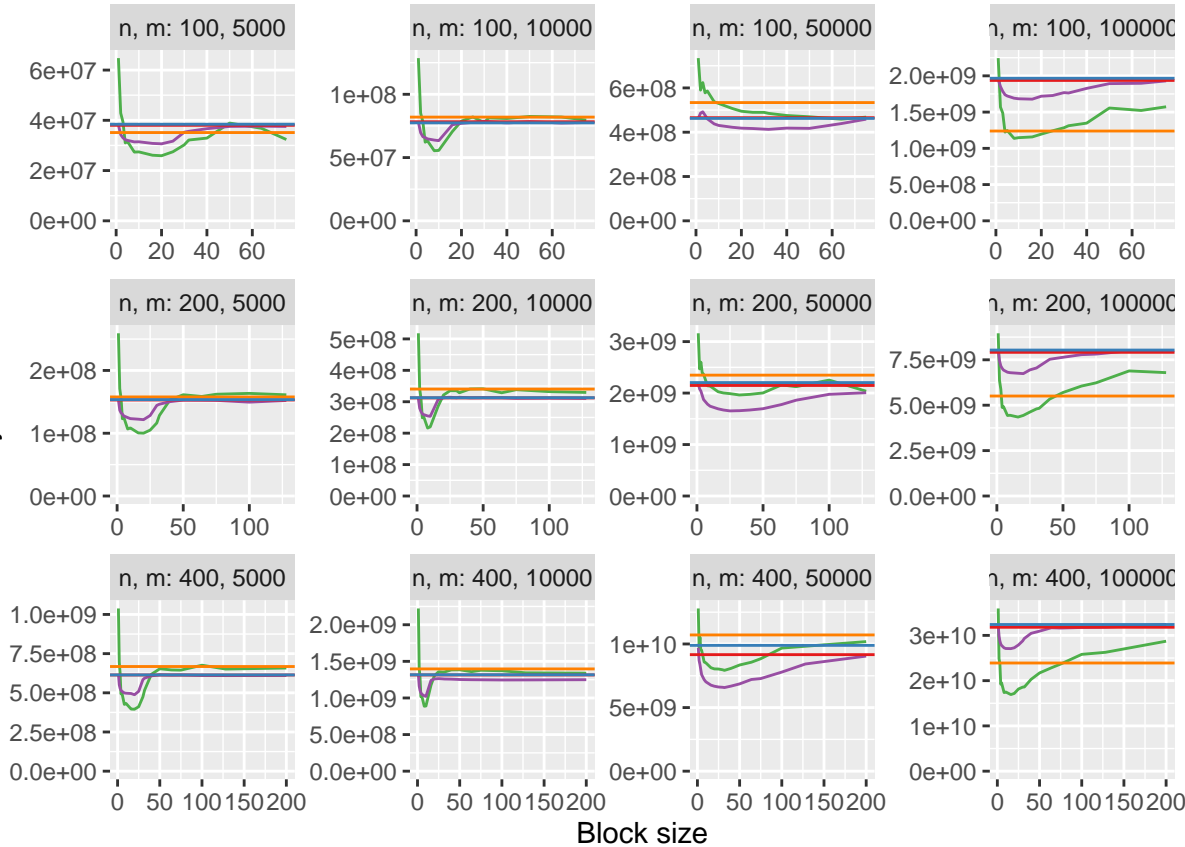 n, m: 100, 5000
n, m: 100, 10000
n, m: 100, 50000
n, m: 100, 100000
6e+07
4e+07
2e+07
0e+00
1e+08
5e+07
0e+00
6e+08
4e+08
2e+08
0e+00
2.0e+09
1.5e+09
1.0e+09
5.0e+08
0.0e+00
0 20 40 60
0 20 40 60
0 20 40 60
0 20 40 60
n, m: 200, 5000
n, m: 200, 10000
n, m: 200, 50000
n, m: 200, 100000
2e+08
1e+08
0e+00
5e+08
4e+08
3e+08
2e+08
1e+08
0e+00
3e+09
2e+09
1e+09
0e+00
7.5e+09
5.0e+09
2.5e+09
0.0e+00
0 50 100
0 50 100
0 50 100
0 50 100
n, m: 400, 5000
n, m: 400, 10000
n, m: 400, 50000
n, m: 400, 100000
1.0e+09
7.5e+08
5.0e+08
2.5e+08
0.0e+00
2.0e+09
1.5e+09
1.0e+09
5.0e+08
0.0e+00
1e+10
5e+09
0e+00
3e+10
2e+10
1e+10
0e+00
0 50 100 150 200
0 50 100 150 200
0 50 100 150 200
0 50 100 150 200
Block size